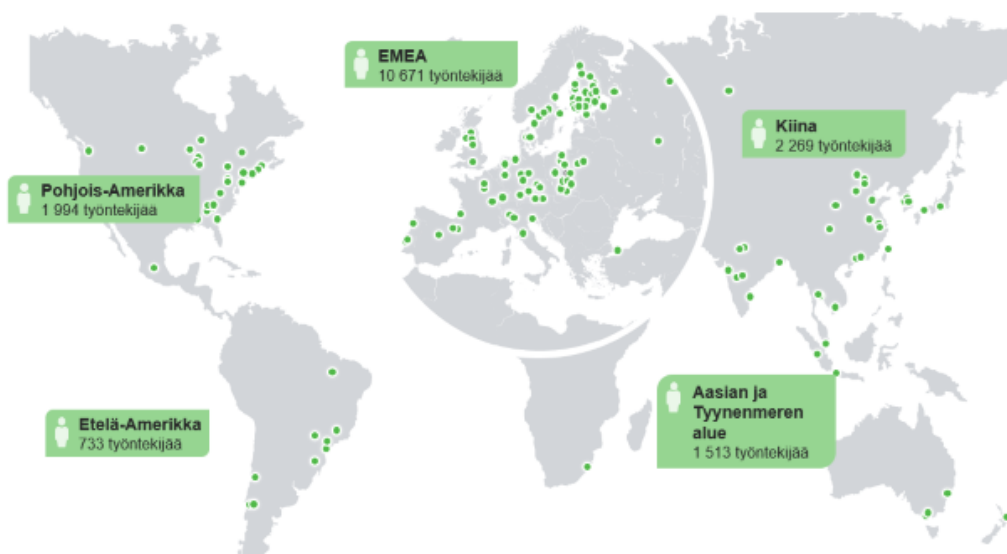 EMEA
10 671 työntekijää
Kiina
2 269 työntekijää
Pohjois-Amerikka
1 994 työntekijää
Etelä-Amerikka
733 työntekijää
Aasian ja
Tyynenmeren
alue
1 513 työntekijää